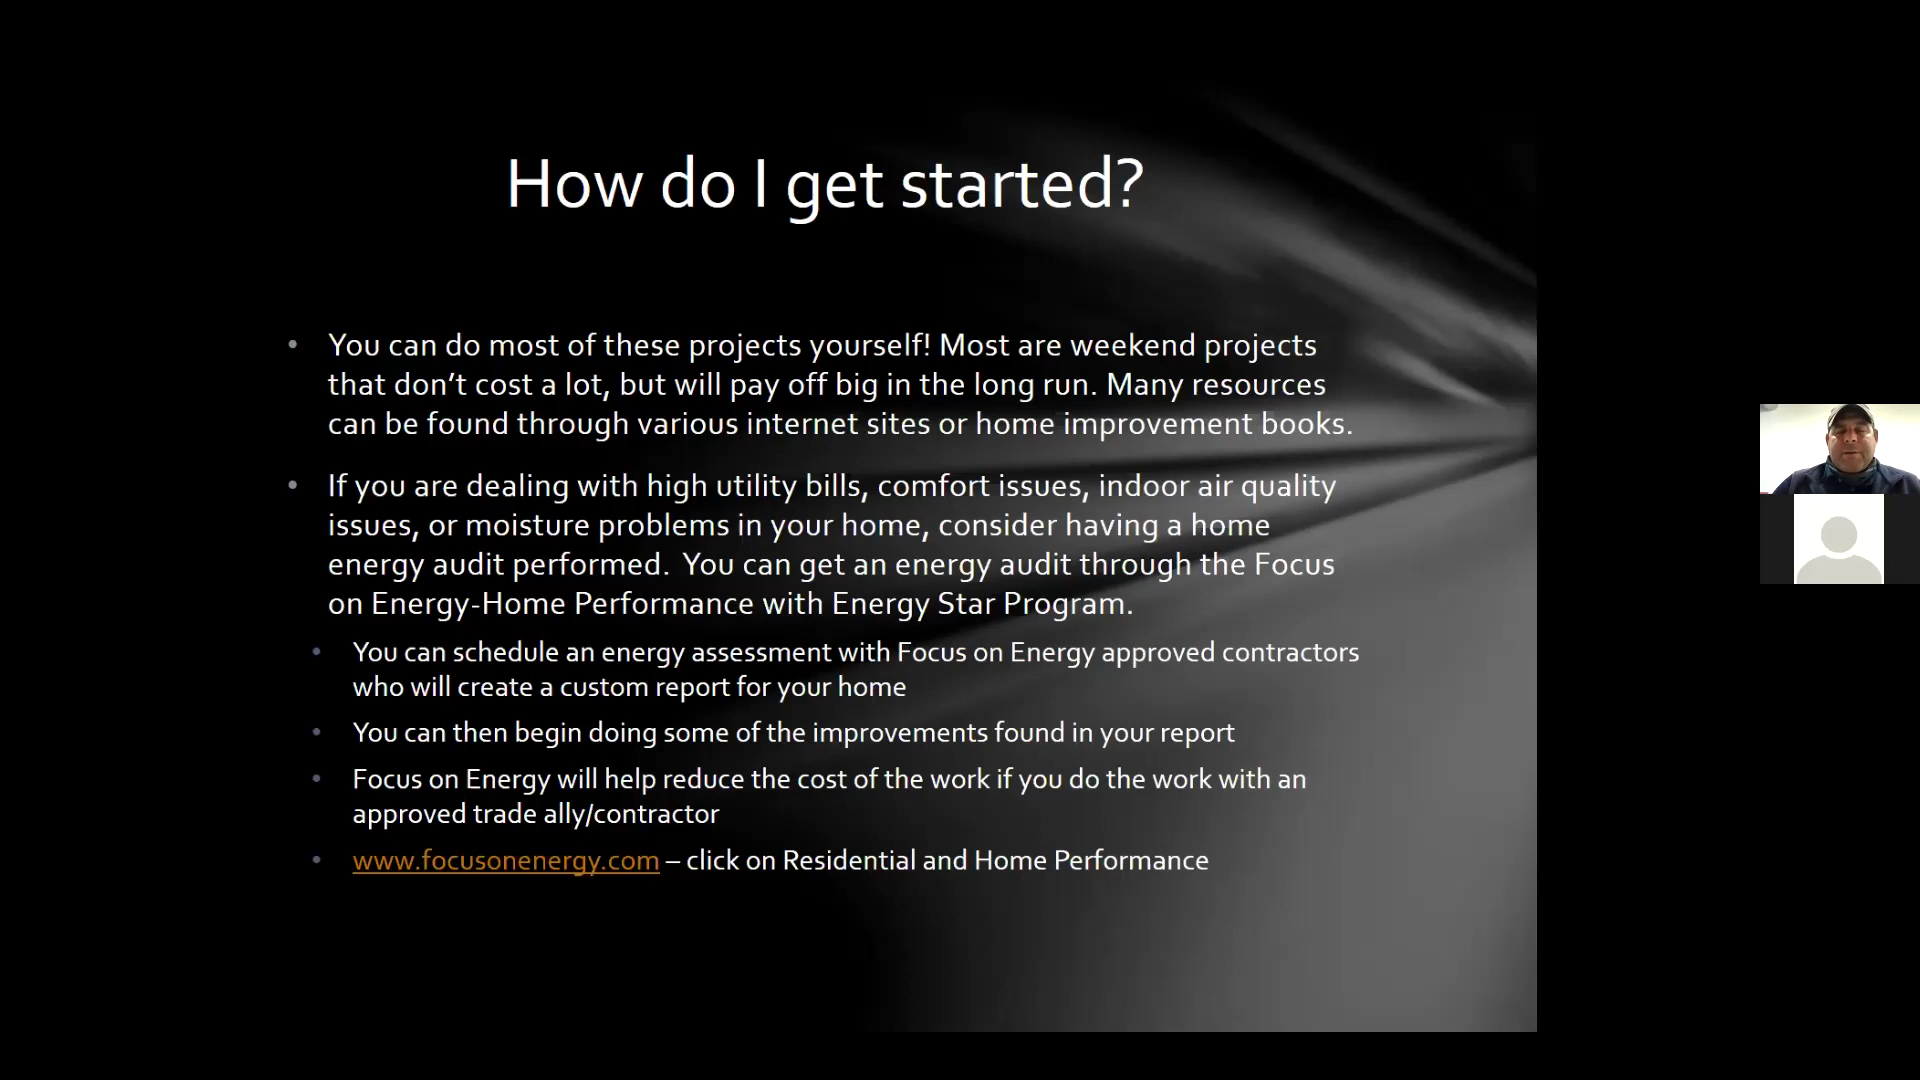 How do I get started?
• You can do most of these projects yourself! Most are weekend projects
that don’t cost a lot, but will pay off big in the long run. Many resources
can be found through various internet sites or home improvement books.
• If you are dealing with high utility bills, comfort issues, indoor air quality
issues, or moisture problems in your home, consider having a home
energy audit performed.  You can get an energy audit through the Focus
on Energy-Home Performance with Energy Star Program.
• You can schedule an energy assessment with Focus on Energy approved contractors
who will create a custom report for your home
• You can then begin doing some of the improvements found in your report
• Focus on Energy will help reduce the cost of the work if you do the work with an
approved trade ally/contractor
• www.focusonenergy.com – click on Residential and Home Performance